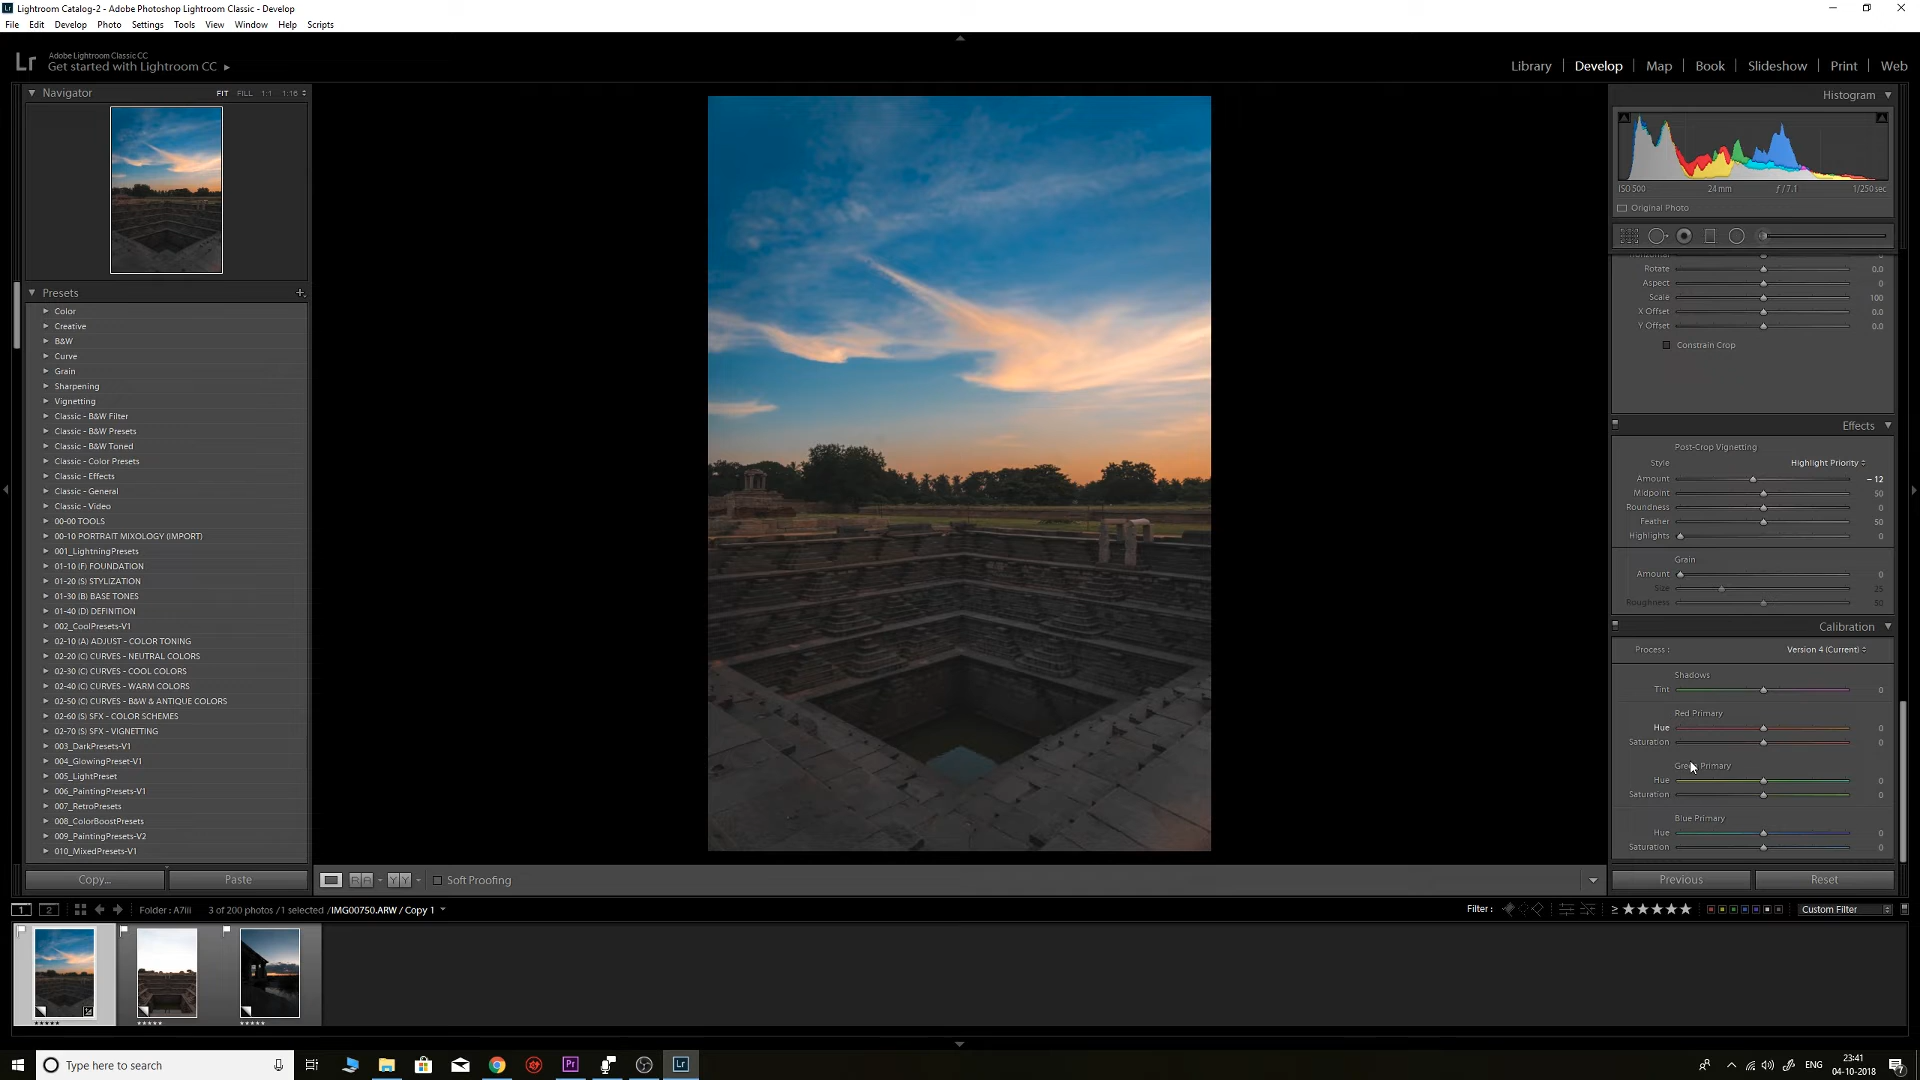 Lightroom Catalog-2 - Adobe Photoshop Lightroom Classic - Develop
File Edit Develop Photo Settings Tools View Window Help Scripts
Lr Adobe Lightroom Classic CC
Get started with Lightroom CC
Library Develop Map Book Slideshow Print Web
Navigator FIT FILL 1:1 1:16
Histogram
ISO 500 24 mm ƒ / 7.1 1/250 sec
Original Photo
Presets
Color
Creative
B&W
Curve
Grain
Sharpening
Vignetting
Classic - B&W Filter
Classic - B&W Presets
Classic - B&W Toned
Classic - Color Presets
Classic - Effects
Classic - General
Classic - Video
00-00 TOOLS
00-10 PORTRAIT MIXOLOGY (IMPORT)
001_LightningPresets
01-10 (F) FOUNDATION
01-20 (S) STYLIZATION
01-30 (B) BASE TONES
01-40 (D) DEFINITION
002_CoolPresets-V1
02-10 (A) ADJUST - COLOR TONING
02-20 (C) CURVES - NEUTRAL COLORS
02-30 (C) CURVES - COOL COLORS
02-40 (C) CURVES - WARM COLORS
02-50 (C) CURVES - B&W & ANTIQUE COLORS
02-60 (S) SFX - COLOR SCHEMES
02-70 (S) SFX - VIGNETTING
003_DarkPresets-V1
004_GlowingPreset-V1
005_LightPreset
006_PaintingPresets-V1
007_RetroPresets
008_ColorBoostPresets
009_PaintingPresets-V2
010_MixedPresets-V1
Copy... Paste
Rotate 0.0
Aspect 0
Scale 100
X Offset 0.0
Y Offset 0.0
Constrain Crop
Effects
Post-Crop Vignetting
Style Highlight Priority
Amount - 12
Midpoint 50
Roundness 0
Feather 50
Highlights 0
Grain
Amount 0
Size 25
Roughness 50
Calibration
Process : Version 4 (Current)
Shadows
Tint 0
Red Primary
Hue 0
Saturation 0
Green Primary
Hue 0
Saturation 0
Blue Primary
Hue 0
Saturation 0
Previous Reset
Soft Proofing
1 2 Folder : A7iii 3 of 200 photos / 1 selected / IMG00750.ARW / Copy 1
Filter : Custom Filter
Type here to search
Pr Lr
ENG 23:41
04-10-2018